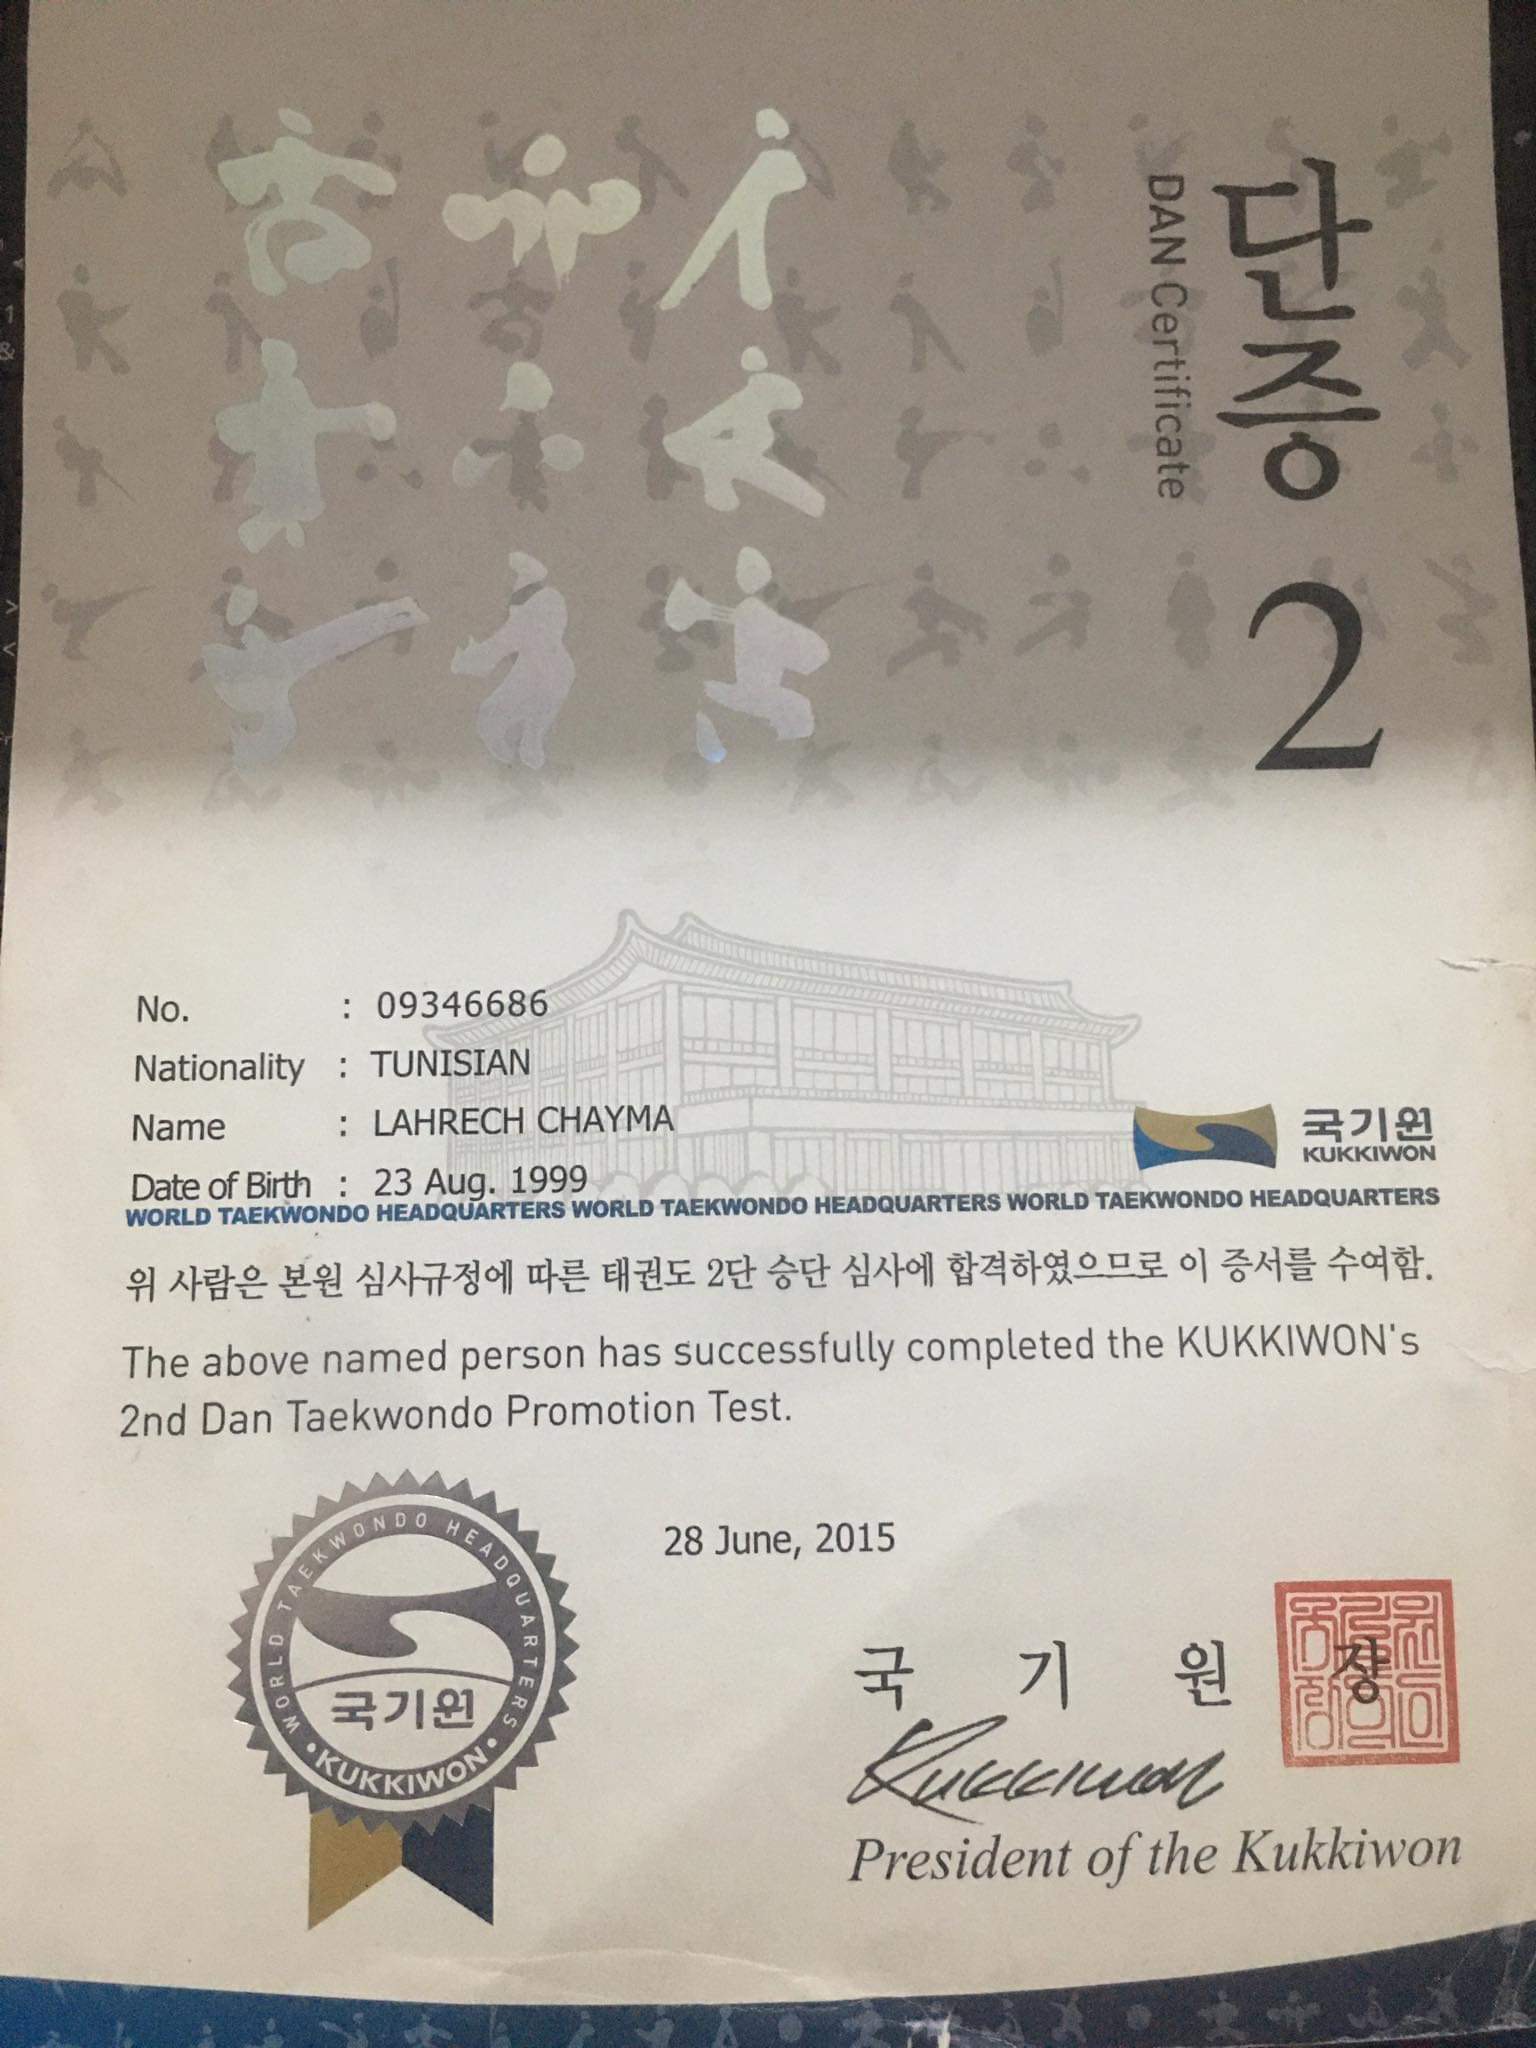 단증 2
DAN Certificate
No. : 09346686
Nationality : TUNISIAN
Name : LAHRECH CHAYMA
Date of Birth : 23 Aug. 1999
국기원
KUKKIWON
WORLD TAEKWONDO HEADQUARTERS WORLD TAEKWONDO HEADQUARTERS WORLD TAEKWONDO HEADQUARTERS
위 사람은 본원 심사규정에 따른 태권도 2단 승단 심사에 합격하였으므로 이 증서를 수여함.
The above named person has successfully completed the KUKKIWON's
2nd Dan Taekwondo Promotion Test.
28 June, 2015
WORLD TAEKWONDO HEADQUARTERS
국기원
• KUKKIWON •
국 기 원 장
Kukkiwon
President of the Kukkiwon